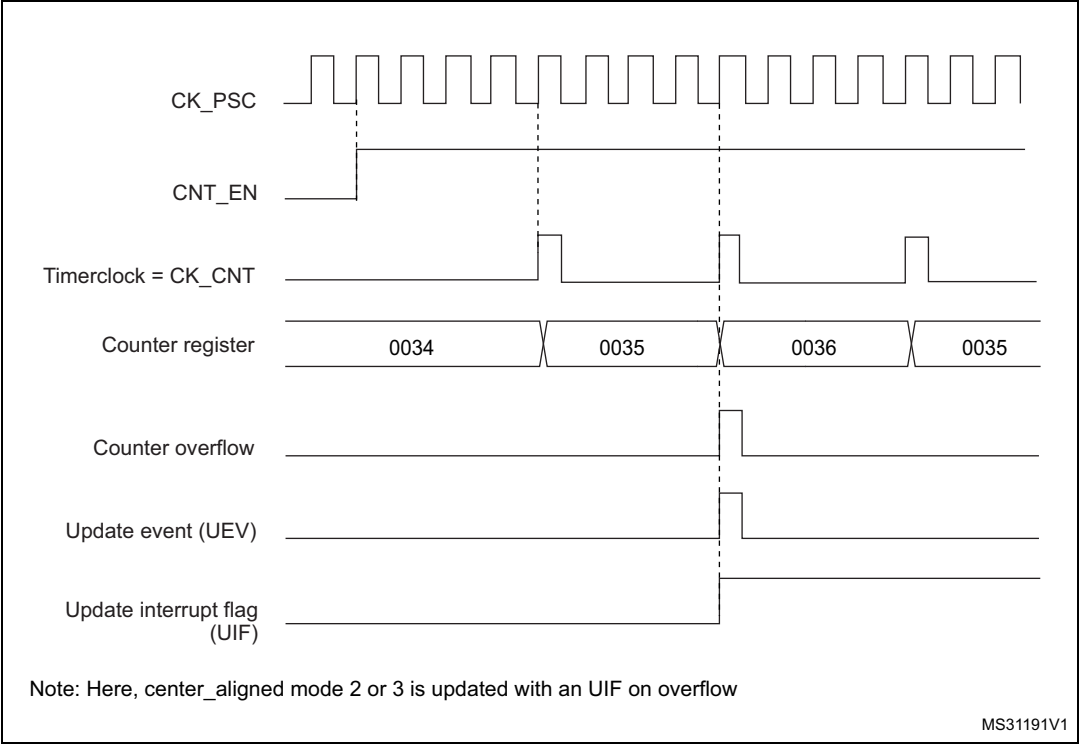 CK_PSC
CNT_EN
Timerclock = CK_CNT
Counter register
0034
0035
0036
0035
Counter overflow
Update event (UEV)
Update interrupt flag
(UIF)
Note: Here, center_aligned mode 2 or 3 is updated with an UIF on overflow
MS31191V1